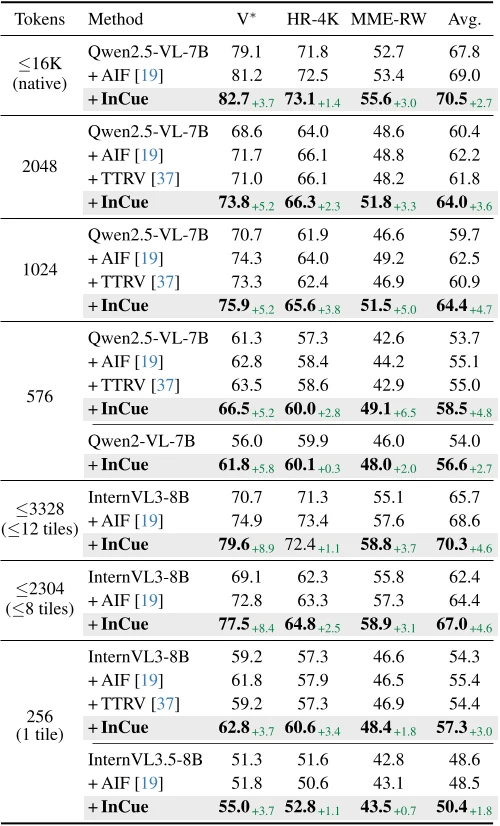 Tokens Method V* HR-4K MME-RW Avg.
≤16K (native)
Qwen2.5-VL-7B 79.1 71.8 52.7 67.8
+ AIF [19] 81.2 72.5 53.4 69.0
+ InCue 82.7 +3.7 73.1 +1.4 55.6 +3.0 70.5 +2.7
2048
Qwen2.5-VL-7B 68.6 64.0 48.6 60.4
+ AIF [19] 71.7 66.1 48.8 62.2
+ TTRV [37] 71.0 66.1 48.2 61.8
+ InCue 73.8 +5.2 66.3 +2.3 51.8 +3.3 64.0 +3.6
1024
Qwen2.5-VL-7B 70.7 61.9 46.6 59.7
+ AIF [19] 74.3 64.0 49.2 62.5
+ TTRV [37] 73.3 62.4 46.9 60.9
+ InCue 75.9 +5.2 65.6 +3.8 51.5 +5.0 64.4 +4.7
576
Qwen2.5-VL-7B 61.3 57.3 42.6 53.7
+ AIF [19] 62.8 58.4 44.2 55.1
+ TTRV [37] 63.5 58.6 42.9 55.0
+ InCue 66.5 +5.2 60.0 +2.8 49.1 +6.5 58.5 +4.8
Qwen2-VL-7B 56.0 59.9 46.0 54.0
+ InCue 61.8 +5.8 60.1 +0.3 48.0 +2.0 56.6 +2.7
≤3328
(≤12 tiles)
InternVL3-8B 70.7 71.3 55.1 65.7
+ AIF [19] 74.9 73.4 57.6 68.6
+ InCue 79.6 +8.9 72.4 +1.1 58.8 +3.7 70.3 +4.6
≤2304
(≤8 tiles)
InternVL3-8B 69.1 62.3 55.8 62.4
+ AIF [19] 72.8 63.3 57.3 64.4
+ InCue 77.5 +8.4 64.8 +2.5 58.9 +3.1 67.0 +4.6
256
(1 tile)
InternVL3-8B 59.2 57.3 46.6 54.3
+ AIF [19] 61.8 57.9 46.5 55.4
+ TTRV [37] 59.2 57.3 46.9 54.4
+ InCue 62.8 +3.7 60.6 +3.4 48.4 +1.8 57.3 +3.0
InternVL3.5-8B 51.3 51.6 42.8 48.6
+ AIF [19] 51.8 50.6 43.1 48.5
+ InCue 55.0 +3.7 52.8 +1.1 43.5 +0.7 50.4 +1.8